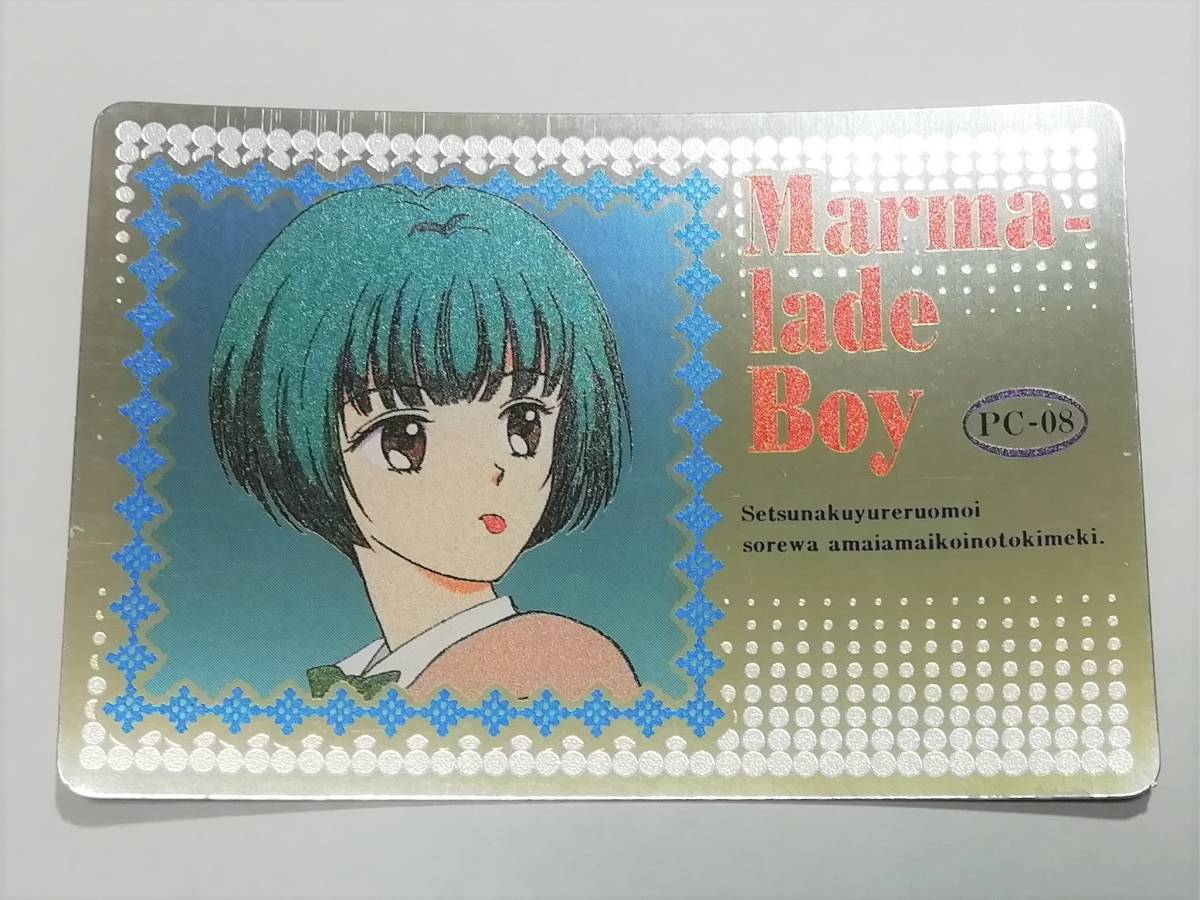 Marma-
lade
Boy
PC-08
Setsunakuyureruomoi
sorewa amaiamaikoinotokimeki.